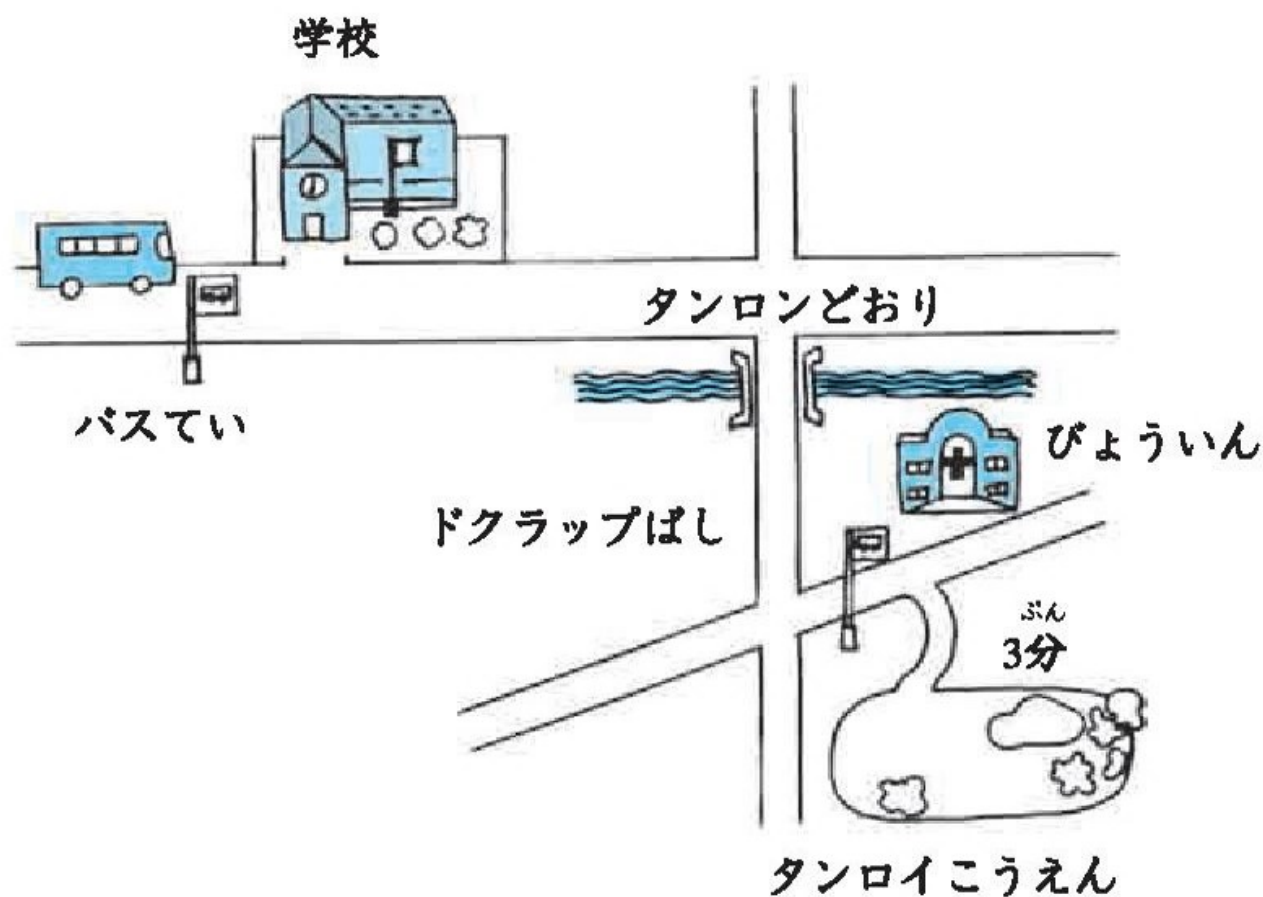 学校
タンロンどおり
バスてい
びょういん
ドクラップばし
ぶん
3分
タンロイこうえん